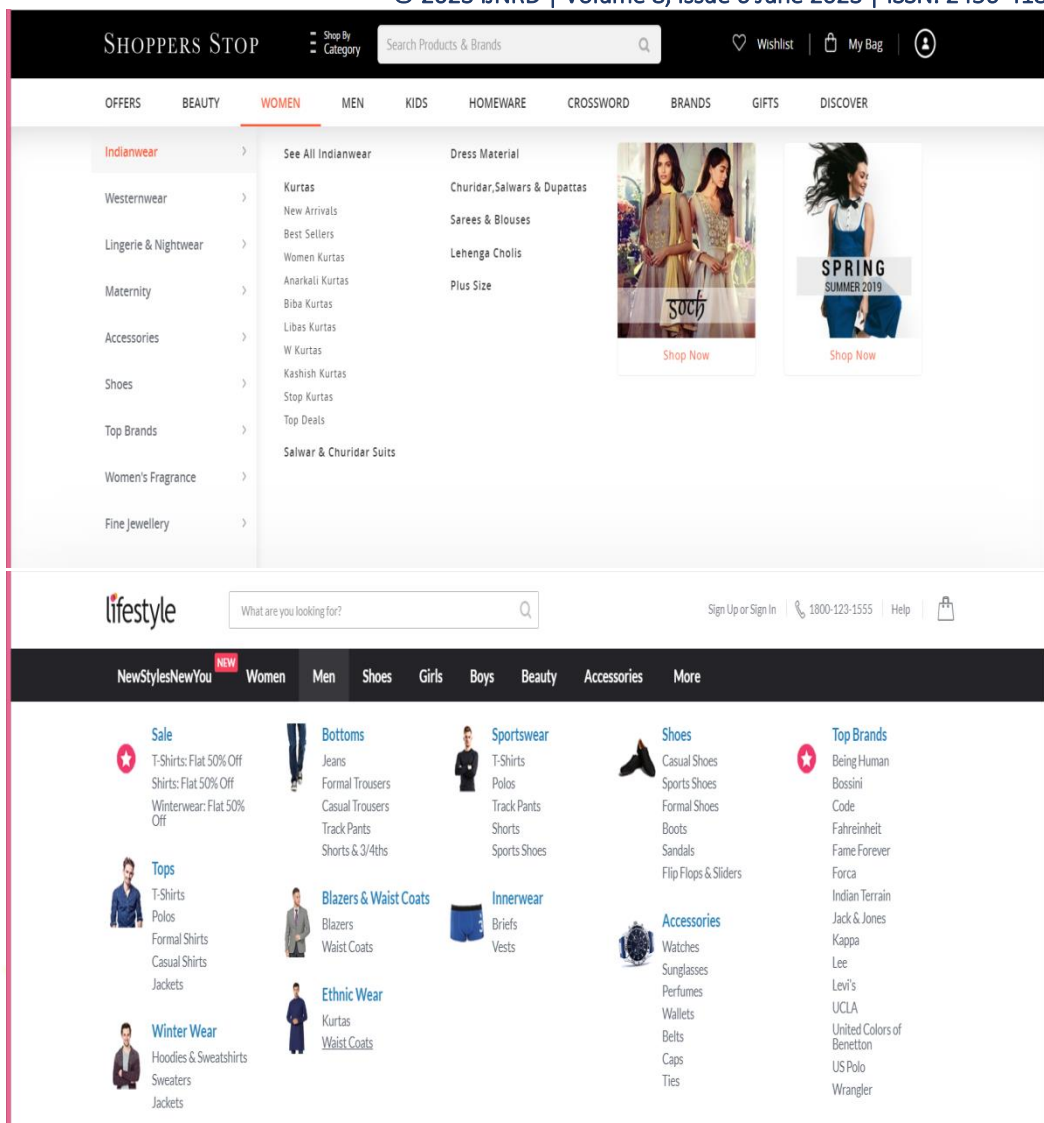 © 2023 IJNRD | Volume 8, Issue 6 June 2023 | ISSN: 2456-418
SHOPPERS STOP
Shop By
Category
Search Products & Brands
Wishlist
My Bag
OFFERS BEAUTY WOMEN MEN KIDS HOMEWARE CROSSWORD BRANDS GIFTS DISCOVER
Indianwear
Westernwear
Lingerie & Nightwear
Maternity
Accessories
Shoes
Top Brands
Women's Fragrance
Fine Jewellery
See All Indianwear
Kurtas
New Arrivals
Best Sellers
Women Kurtas
Anarkali Kurtas
Biba Kurtas
Libas Kurtas
W Kurtas
Kashish Kurtas
Stop Kurtas
Top Deals
Salwar & Churidar Suits
Dress Material
Churidar,Salwars & Dupattas
Sarees & Blouses
Lehenga Cholis
Plus Size
soch
Shop Now
SPRING
SUMMER 2019
Shop Now
lifestyle
What are you looking for?
Sign Up or Sign In
1800-123-1555
Help
NewStylesNewYou NEW Women Men Shoes Girls Boys Beauty Accessories More
Sale
T-Shirts: Flat 50% Off
Shirts: Flat 50% Off
Winterwear: Flat 50%
Off
Tops
T-Shirts
Polos
Formal Shirts
Casual Shirts
Jackets
Winter Wear
Hoodies & Sweatshirts
Sweaters
Jackets
Bottoms
Jeans
Formal Trousers
Casual Trousers
Track Pants
Shorts & 3/4ths
Blazers & Waist Coats
Blazers
Waist Coats
Ethnic Wear
Kurtas
Waist Coats
Sportswear
T-Shirts
Polos
Track Pants
Shorts
Sports Shoes
Innerwear
Briefs
Vests
Shoes
Casual Shoes
Sports Shoes
Formal Shoes
Boots
Sandals
Flip Flops & Sliders
Accessories
Watches
Sunglasses
Perfumes
Wallets
Belts
Caps
Ties
Top Brands
Being Human
Bossini
Code
Fahreinheit
Fame Forever
Forca
Indian Terrain
Jack & Jones
Kappa
Lee
Levi's
UCLA
United Colors of
Benetton
US Polo
Wrangler